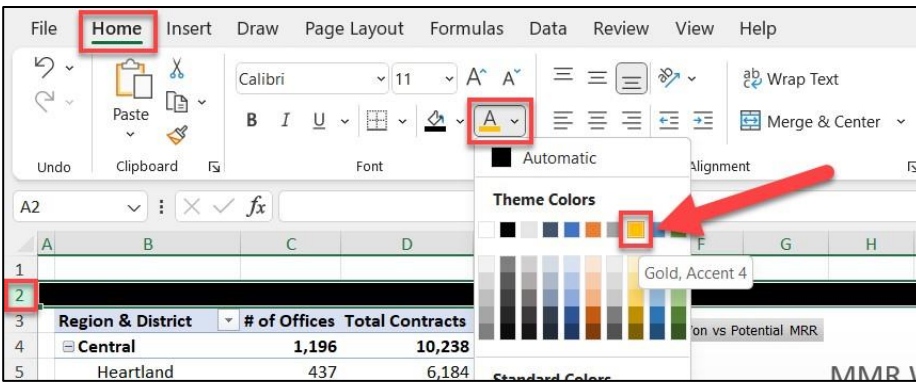 File Home Insert Draw Page Layout Formulas Data Review View Help
Calibri 11 A^ A˅ ab Wrap Text
Paste B I U A Merge & Center
Undo Clipboard Font Alignment
Automatic
Theme Colors
A2 fx
A B C D F G H
Gold, Accent 4
1
2
3 Region & District # of Offices Total Contracts on vs Potential MRR
4 Central 1,196 10,238
5 Heartland 437 6,184 Standard Colors MMR